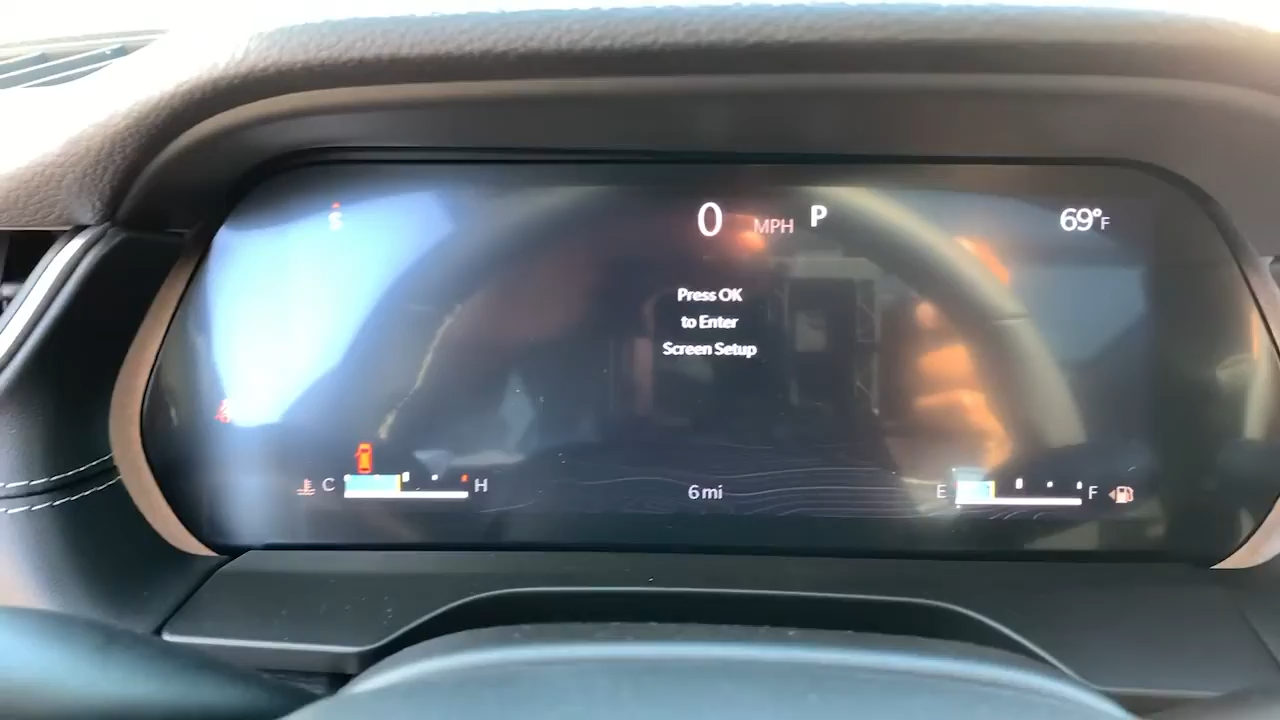 S
0 MPH P 69°F
Press OK
to Enter
Screen Setup
C H 6 mi E F